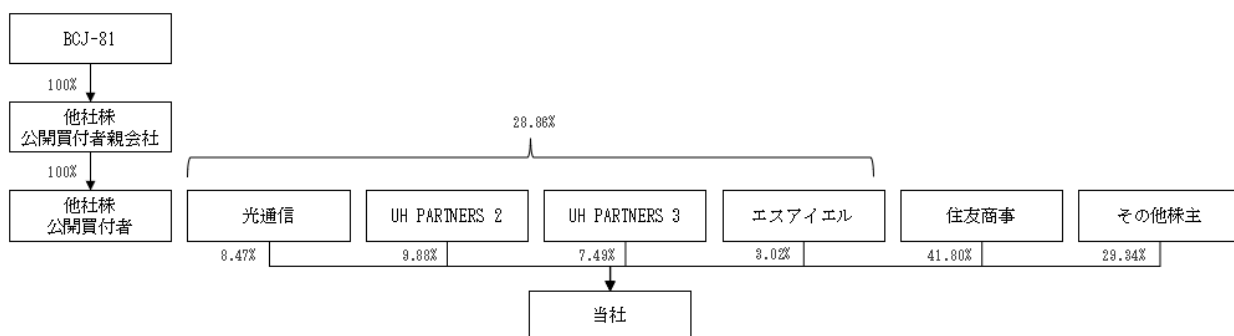 BCJ-81
100%
他社株
公開買付者親会社
28.86%
100%
他社株
公開買付者
光通信
UH PARTNERS 2
UH PARTNERS 3
エスアイエル
住友商事
その他株主
8.47%
9.88%
7.49%
3.02%
41.80%
29.34%
当社